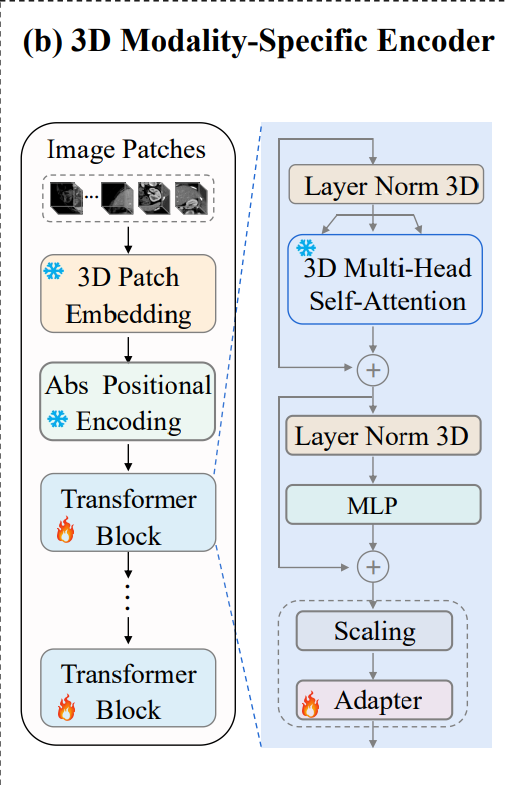 (b) 3D Modality-Specific Encoder
Image Patches
...
3D Patch
Embedding
Abs Positional
Encoding
Transformer
Block
Transformer
Block
Layer Norm 3D
3D Multi-Head
Self-Attention
+
Layer Norm 3D
MLP
+
Scaling
Adapter